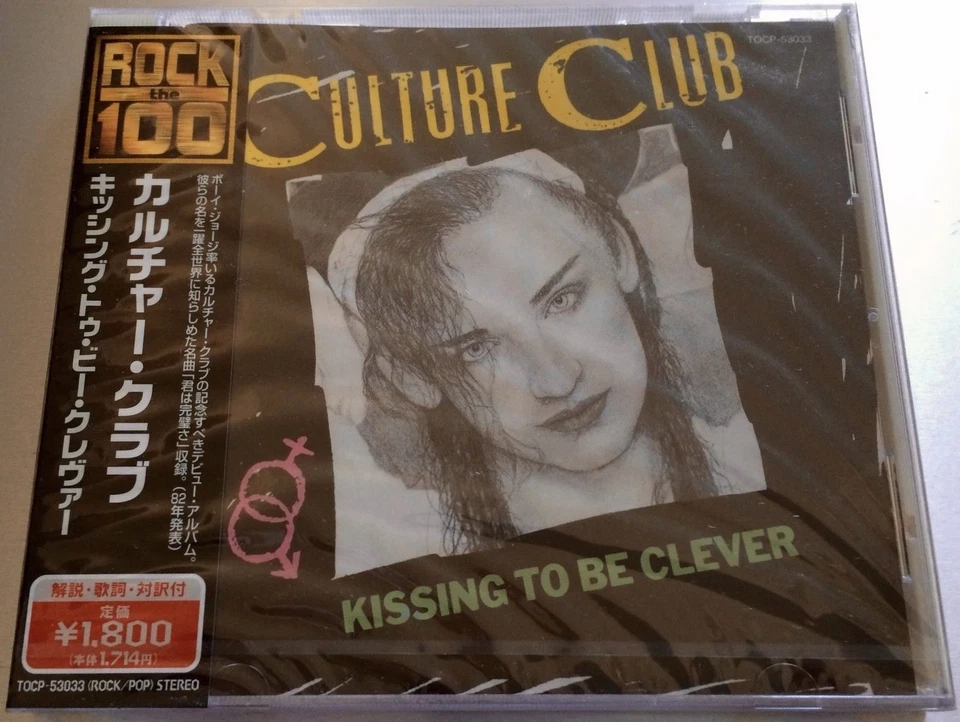 ROCK
the
100
カルチャー・クラブ
キッシング・トゥ・ビー・クレヴァー
ボーイ・ジョージ率いるカルチャー・クラブの記念すべきデビュー・アルバム。
彼らの名を一躍全世界に知らしめた名曲「君は完璧さ」収録。(82年発表)
解説・歌詞・対訳付
定価
¥1,800
(本体1,714円)
TOCP-53033 (ROCK/POP) STEREO
TOCP-53033
CULTURE CLUB
KISSING TO BE CLEVER